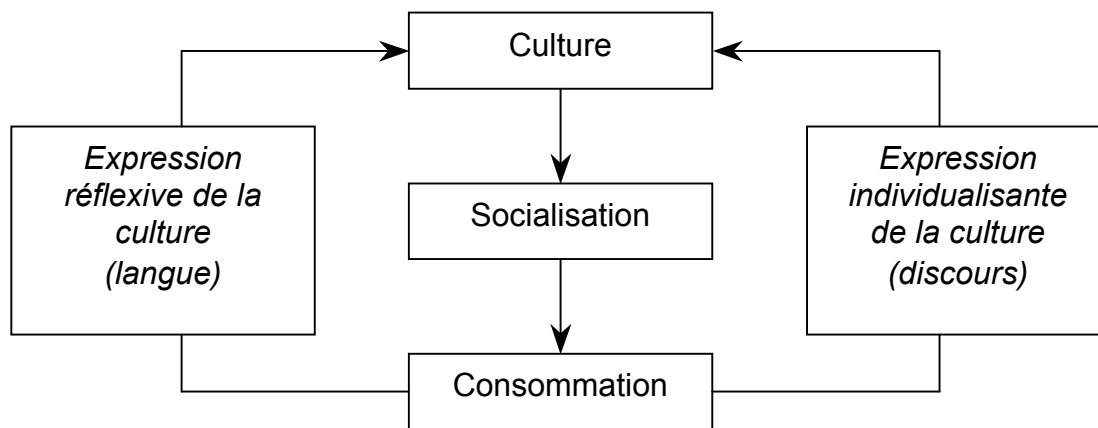 Culture
Expression
réflexive de la
culture
(langue)
Socialisation
Expression
individualisante
de la culture
(discours)
Consommation